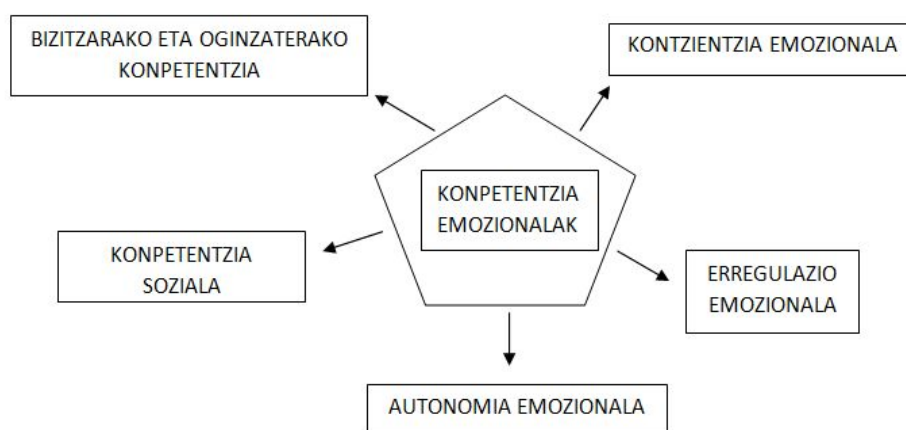 BIZITZARAKO ETA OGINZATERAKO
KONPETENTZIA
KONTZIENTZIA EMOZIONALA
KONPETENTZIA
EMOZIONALAK
KONPETENTZIA
SOZIALA
ERREGULAZIO
EMOZIONALA
AUTONOMIA EMOZIONALA